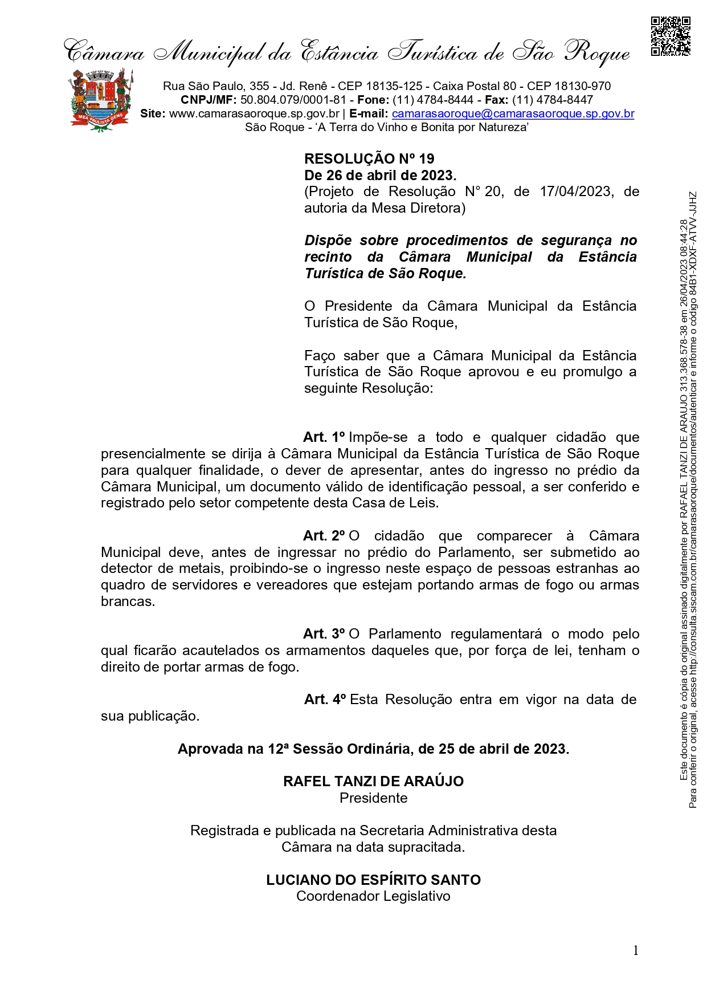 Câmara Municipal da Estância Turística de São Roque
Rua São Paulo, 355 - Jd. Renê - CEP 18135-125 - Caixa Postal 80 - CEP 18130-970
CNPJ/MF: 50.804.079/0001-81 - Fone: (11) 4784-8444 - Fax: (11) 4784-8447
Site: www.camarasaoroque.sp.gov.br | E-mail: camarasaoroque@camarasaoroque.sp.gov.br
São Roque - ‘A Terra do Vinho e Bonita por Natureza’
MEA PAULISTA GENS
RESOLUÇÃO Nº 19
De 26 de abril de 2023.
(Projeto de Resolução N° 20, de 17/04/2023, de
autoria da Mesa Diretora)
Dispõe sobre procedimentos de segurança no
recinto da Câmara Municipal da Estância
Turística de São Roque.
O Presidente da Câmara Municipal da Estância
Turística de São Roque,
Faço saber que a Câmara Municipal da Estância
Turística de São Roque aprovou e eu promulgo a
seguinte Resolução:
Art. 1º Impõe-se a todo e qualquer cidadão que
presencialmente se dirija à Câmara Municipal da Estância Turística de São Roque
para qualquer finalidade, o dever de apresentar, antes do ingresso no prédio da
Câmara Municipal, um documento válido de identificação pessoal, a ser conferido e
registrado pelo setor competente desta Casa de Leis.
Art. 2º O cidadão que comparecer à Câmara
Municipal deve, antes de ingressar no prédio do Parlamento, ser submetido ao
detector de metais, proibindo-se o ingresso neste espaço de pessoas estranhas ao
quadro de servidores e vereadores que estejam portando armas de fogo ou armas
brancas.
Art. 3º O Parlamento regulamentará o modo pelo
qual ficarão acautelados os armamentos daqueles que, por força de lei, tenham o
direito de portar armas de fogo.
Art. 4º Esta Resolução entra em vigor na data de
sua publicação.
Aprovada na 12ª Sessão Ordinária, de 25 de abril de 2023.
RAFEL TANZI DE ARAÚJO
Presidente
Registrada e publicada na Secretaria Administrativa desta
Câmara na data supracitada.
LUCIANO DO ESPÍRITO SANTO
Coordenador Legislativo
1
Este documento é cópia do original assinado digitalmente por RAFAEL TANZI DE ARAUJO 313.368.578-38 em 26/04/2023 08:44:28
Para conferir o original, acesse http://consulta.siscam.com.br/camarasaoroque/documentos/autenticar e informe o código 84B1-XDXF-ATVV-JJHZ